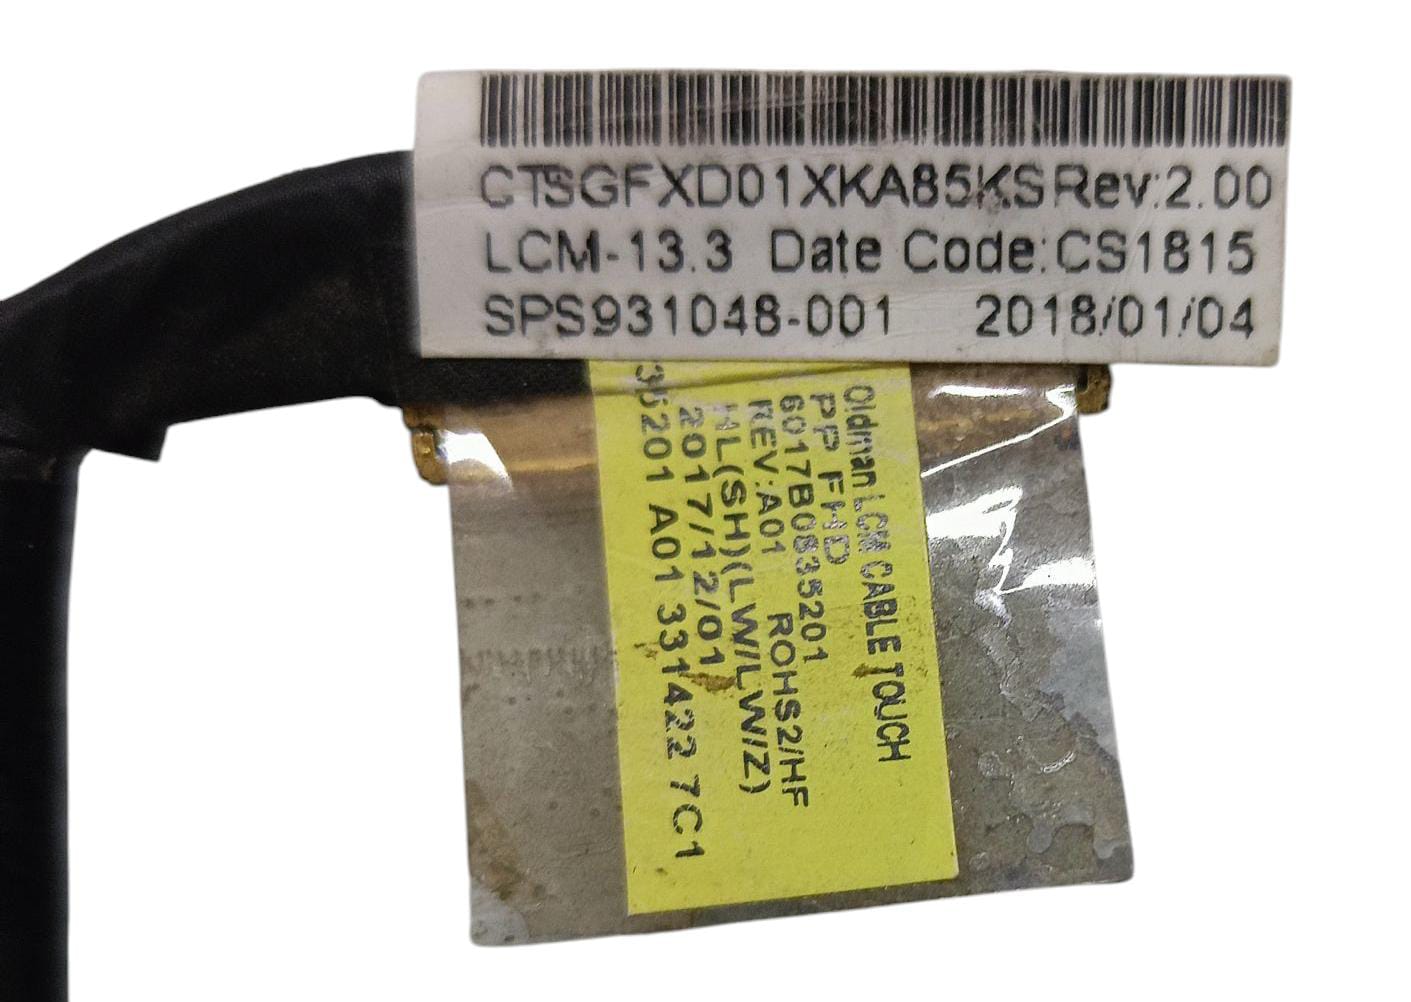 CTSGFXD01XKA85KS Rev:2.00
LCM-13.3 Date Code:CS1815
SPS931048-001 2018/01/04
Oldman LCM CABLE TOUCH
PP FHD
6017B0835201
REV:A01 ROHS2/HF
HL(SH)(LW/LW/Z)
2017/12/01
35201 A01 331422 7C1